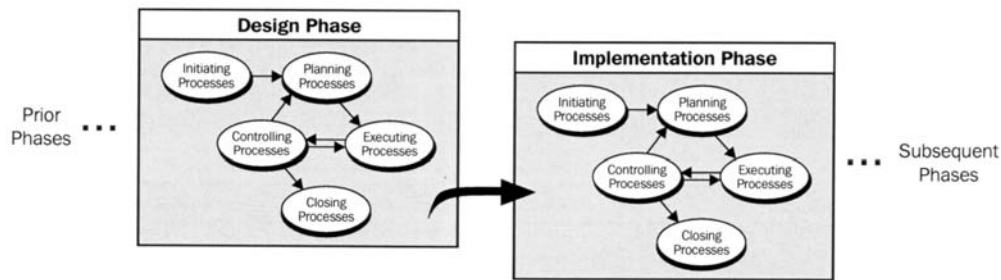 Prior
Phases
...
Design Phase
Initiating
Processes
Planning
Processes
Controlling
Processes
Executing
Processes
Closing
Processes
Implementation Phase
Initiating
Processes
Planning
Processes
Controlling
Processes
Executing
Processes
Closing
Processes
...
Subsequent
Phases